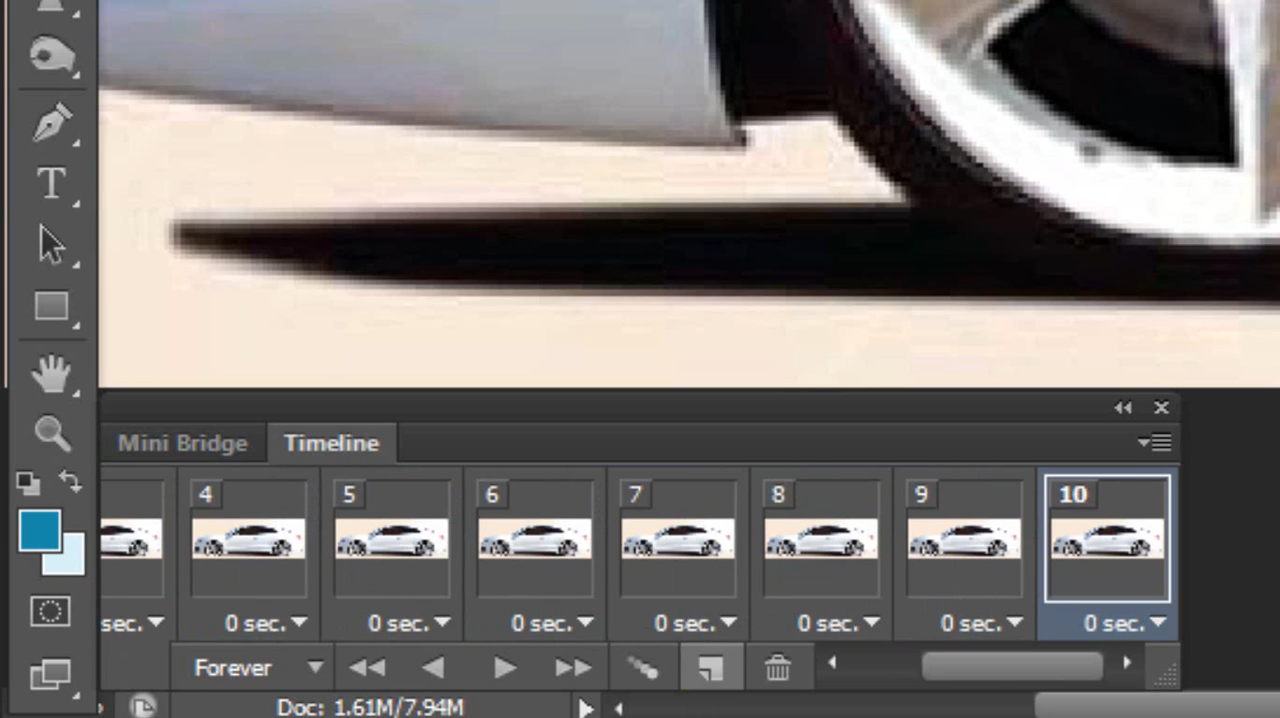 T
Mini Bridge Timeline
4 5 6 7 8 9 10
sec. 0 sec. 0 sec. 0 sec. 0 sec. 0 sec. 0 sec. 0 sec.
Forever
Doc: 1.61M/7.94M